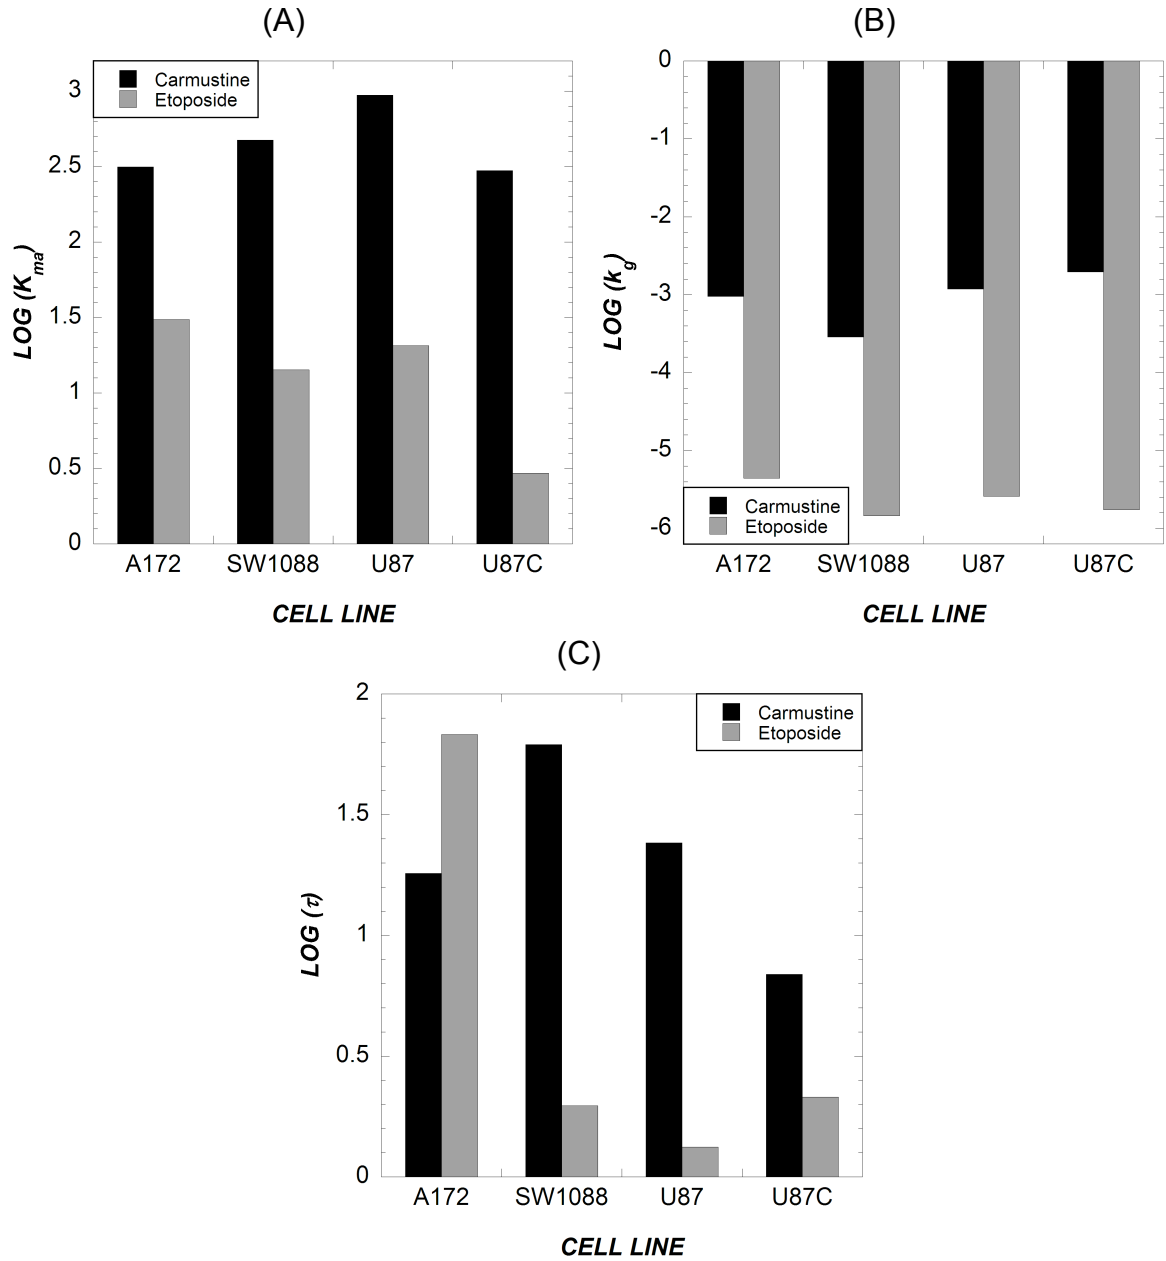 (A)
Carmustine
Etoposide
3
2.5
2
1.5
1
0.5
0
LOG (Kma)
A172 SW1088 U87 U87C
CELL LINE
(B)
0
-1
-2
-3
-4
-5
-6
LOG (kg)
Carmustine
Etoposide
A172 SW1088 U87 U87C
CELL LINE
(C)
Carmustine
Etoposide
2
1.5
1
0.5
0
LOG (τ)
A172 SW1088 U87 U87C
CELL LINE